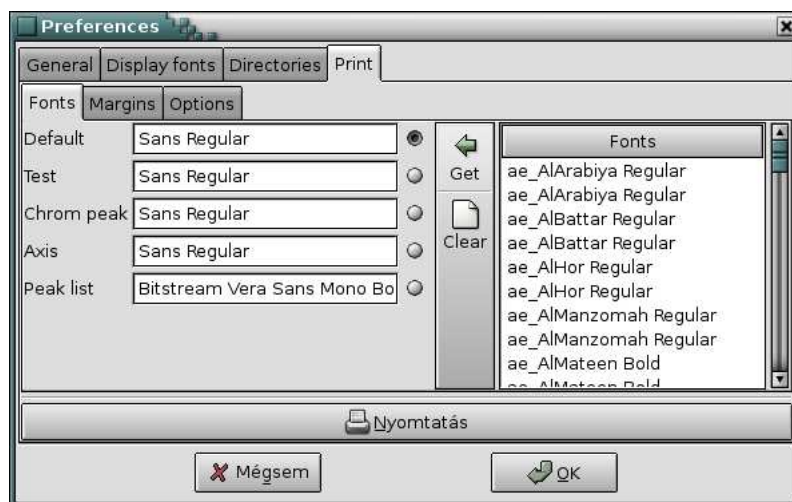 Preferences
General Display fonts Directories Print
Fonts Margins Options
Default Sans Regular
Test Sans Regular
Chrom peak Sans Regular
Axis Sans Regular
Peak list Bitstream Vera Sans Mono Bo
Get
Clear
Fonts
ae_AlArabiya Regular
ae_AlArabiya Regular
ae_AlBattar Regular
ae_AlBattar Regular
ae_AlHor Regular
ae_AlHor Regular
ae_AlManzomah Regular
ae_AlManzomah Regular
ae_AlMateen Bold
ae_AlMateen Bold
Nyomtatás
Mégsem OK